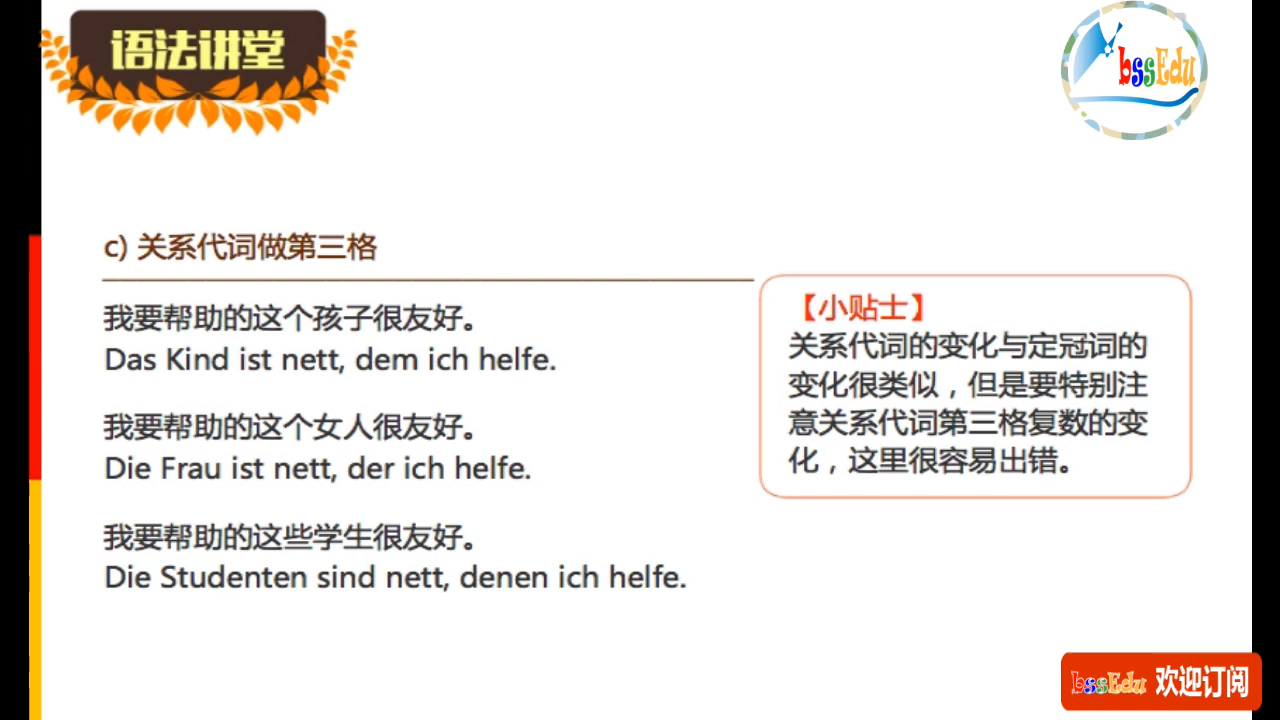 语法讲堂
bssEdu
c) 关系代词做第三格
我要帮助的这个孩子很友好。
Das Kind ist nett, dem ich helfe.
我要帮助的这个女人很友好。
Die Frau ist nett, der ich helfe.
我要帮助的这些学生很友好。
Die Studenten sind nett, denen ich helfe.
【小贴士】
关系代词的变化与定冠词的
变化很类似，但是要特别注
意关系代词第三格复数的变
化，这里很容易出错。
bssEdu 欢迎订阅